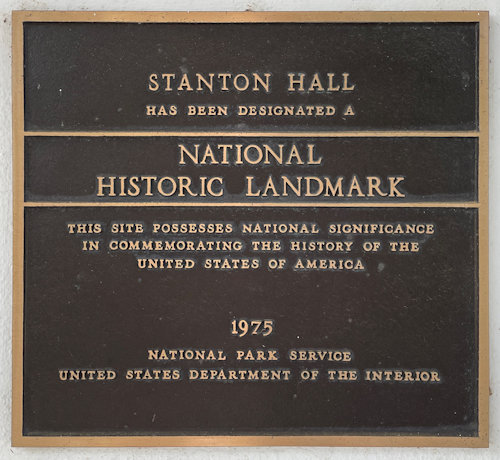 STANTON HALL
HAS BEEN DESIGNATED A
NATIONAL
HISTORIC LANDMARK
THIS SITE POSSESSES NATIONAL SIGNIFICANCE
IN COMMEMORATING THE HISTORY OF THE
UNITED STATES OF AMERICA
1975
NATIONAL PARK SERVICE
UNITED STATES DEPARTMENT OF THE INTERIOR